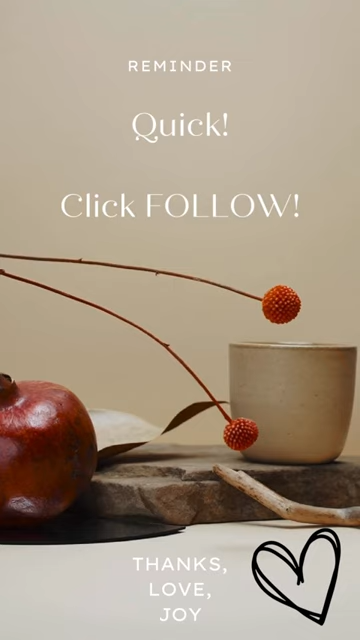 REMINDER
Quick!
Click FOLLOW!
THANKS,
LOVE,
JOY